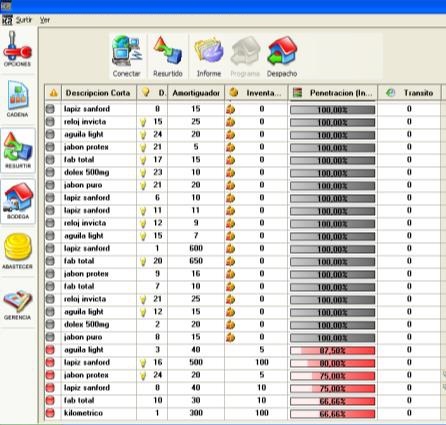 Surtir Ver
OPCIONES
CADENA
RESURTIR
BODEGA
ABASTECER
GERENCIA
Conectar Resurtido Informe Programa Despacho
Descripcion Corta D. Amortiguador Inventa... Penetracion (In... Transito
lapiz sanford 8 15 0 100,00% 0
reloj invicta 15 25 0 100,00% 0
aguila light 24 20 0 100,00% 0
jabon protex 21 5 0 100,00% 0
fab total 17 15 0 100,00% 0
dolex 500mg 23 10 0 100,00% 0
jabon puro 21 20 0 100,00% 0
lapiz sanford 6 10 0 100,00% 0
lapiz sanford 11 11 0 100,00% 0
reloj invicta 12 9 0 100,00% 0
aguila light 15 7 0 100,00% 0
lapiz sanford 1 600 0 100,00% 0
fab total 20 650 0 100,00% 0
jabon protex 9 16 0 100,00% 0
fab total 7 10 0 100,00% 0
reloj invicta 21 25 0 100,00% 0
aguila light 12 15 0 100,00% 0
dolex 500mg 2 20 0 100,00% 0
jabon puro 8 15 0 100,00% 0
aguila light 3 40 5 87,50% 0
lapiz sanford 16 500 100 80,00% 0
jabon protex 24 20 5 75,00% 0
lapiz sanford 8 40 10 75,00% 0
fab total 10 30 10 66,66% 0
kilometrico 1 300 100 66,66% 0